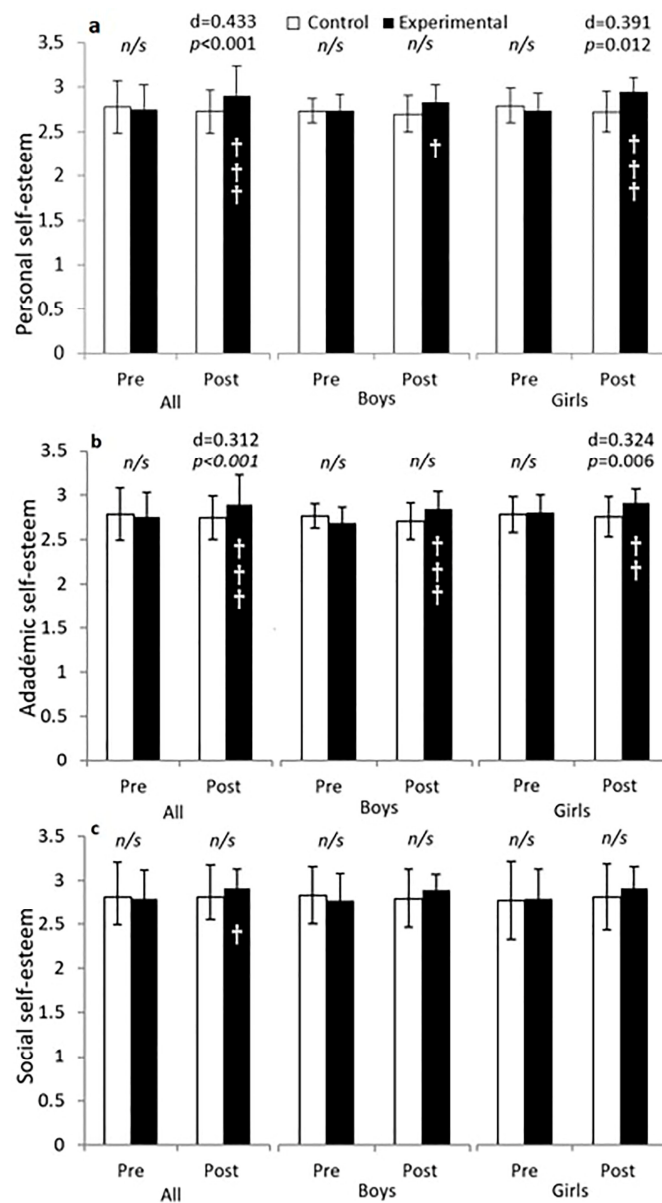 a d=0.433 Control Experimental d=0.391
n/s p<0.001 n/s n/s n/s p=0.012
3.5
3
2.5
2
1.5
1
0.5
0
Personal self-esteem
†
†
†
†
†
†
†
Pre Post Pre Post Pre Post
All Boys Girls
b d=0.312 d=0.324
n/s p<0.001 n/s n/s n/s p=0.006
3.5
3
2.5
2
1.5
1
0.5
0
Adadémic self-esteem
†
†
†
†
†
†
†
†
Pre Post Pre Post Pre Post
All Boys Girls
c
n/s n/s n/s n/s n/s n/s
3.5
3
2.5
2
1.5
1
0.5
0
Social self-esteem
†
Pre Post Pre Post Pre Post
All Boys Girls